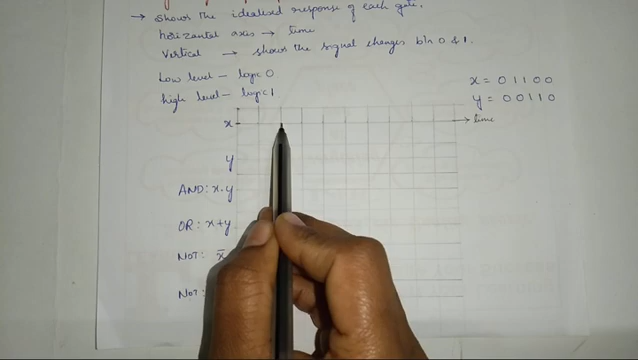 → Shows the idealised response of each gate.
horizantal axis → time
Vertical → shows the signal changes b/n 0 & 1.
Low level – logic 0
high level – logic 1
x = 0 1 1 0 0
y = 0 0 1 1 0
x
→ time
y
AND: x.y
OR: x+y
NOT: x̅
NOT: